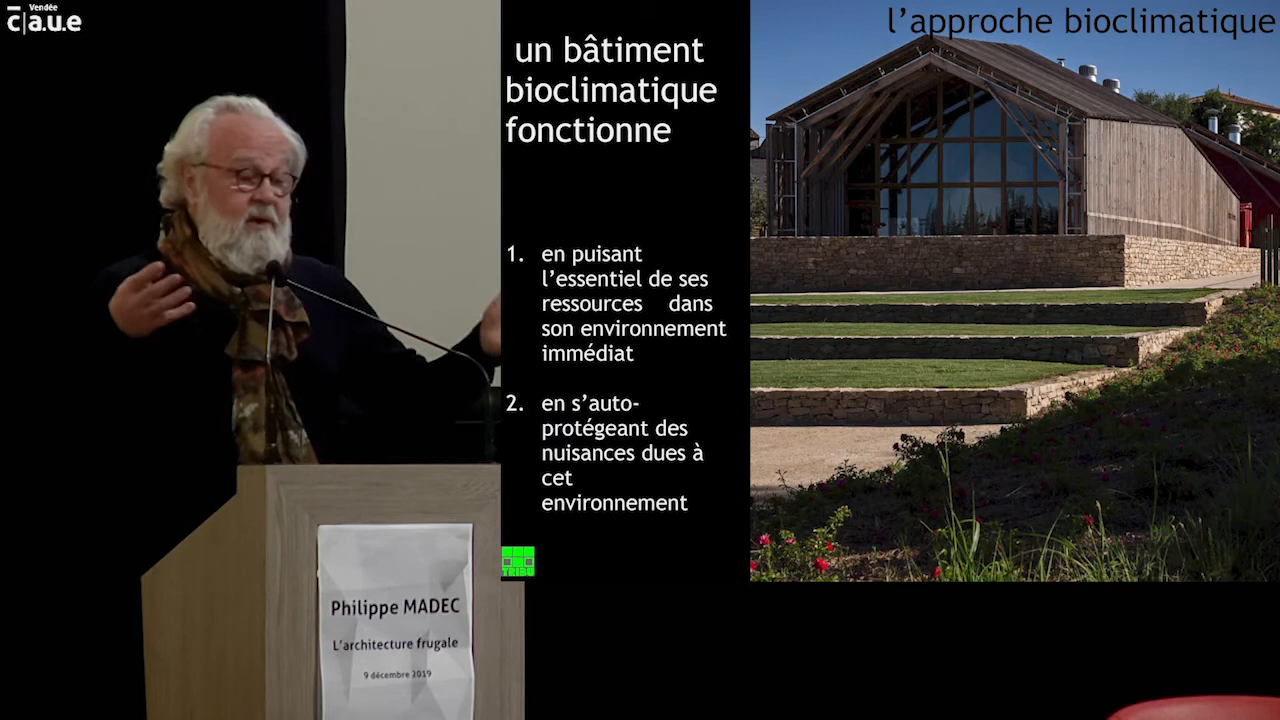 Vendée
c|a.u.e
l'approche bioclimatique
un bâtiment
bioclimatique
fonctionne
1. en puisant
l'essentiel de ses
ressources dans
son environnement
immédiat
2. en s'auto-
protégeant des
nuisances dues à
cet
environnement
TRIBU
Philippe MADEC
L'architecture frugale
9 décembre 2019